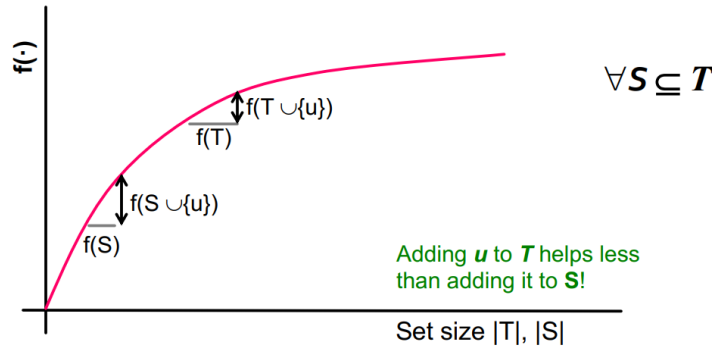 f(·)
∀S ⊆ T
f(T ∪{u})
f(T)
f(S ∪{u})
f(S)
Adding u to T helps less
than adding it to S!
Set size |T|, |S|